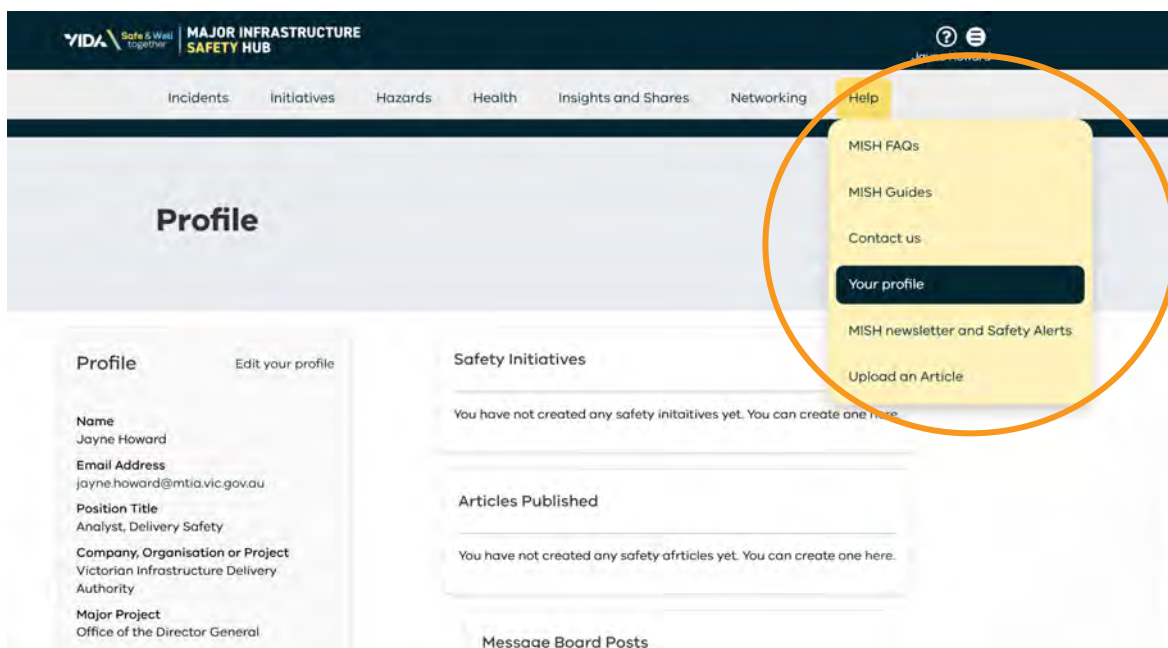 VIDA Safe & Well together MAJOR INFRASTRUCTURE SAFETY HUB
?
Jayne Howard
Incidents Initiatives Hazards Health Insights and Shares Networking Help
MISH FAQs
MISH Guides
Contact us
Your profile
MISH newsletter and Safety Alerts
Upload an Article
Profile
Profile Edit your profile
Name
Jayne Howard
Email Address
jayne.howard@mtia.vic.gov.au
Position Title
Analyst, Delivery Safety
Company, Organisation or Project
Victorian Infrastructure Delivery
Authority
Major Project
Office of the Director General
Safety Initiatives
You have not created any safety initaitives yet. You can create one here.
Articles Published
You have not created any safety afrticles yet. You can create one here.
Message Board Posts